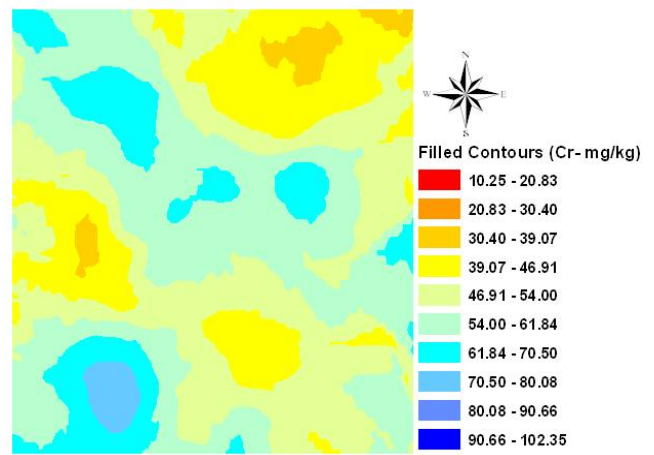 N
W E
S
Filled Contours (Cr-mg/kg)
10.25 - 20.83
20.83 - 30.40
30.40 - 39.07
39.07 - 46.91
46.91 - 54.00
54.00 - 61.84
61.84 - 70.50
70.50 - 80.08
80.08 - 90.66
90.66 - 102.35